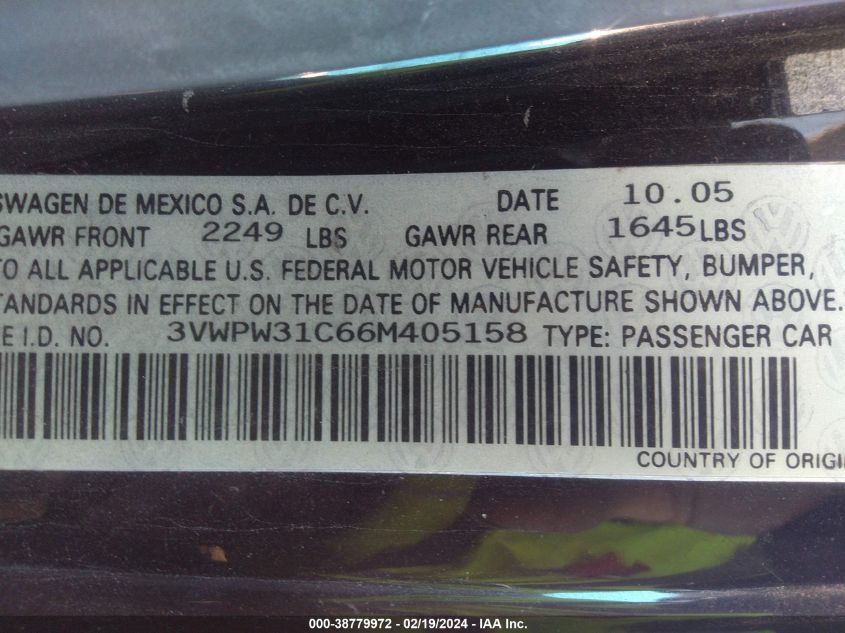 SWAGEN DE MEXICO S.A. DE C.V. DATE 10.05
GAWR FRONT 2249 LBS GAWR REAR 1645LBS
TO ALL APPLICABLE U.S. FEDERAL MOTOR VEHICLE SAFETY, BUMPER,
TANDARDS IN EFFECT ON THE DATE OF MANUFACTURE SHOWN ABOVE.
E I.D. NO. 3VWPW31C66M405158 TYPE: PASSENGER CAR
COUNTRY OF ORIGI
000-38779972 - 02/19/2024 - IAA Inc.